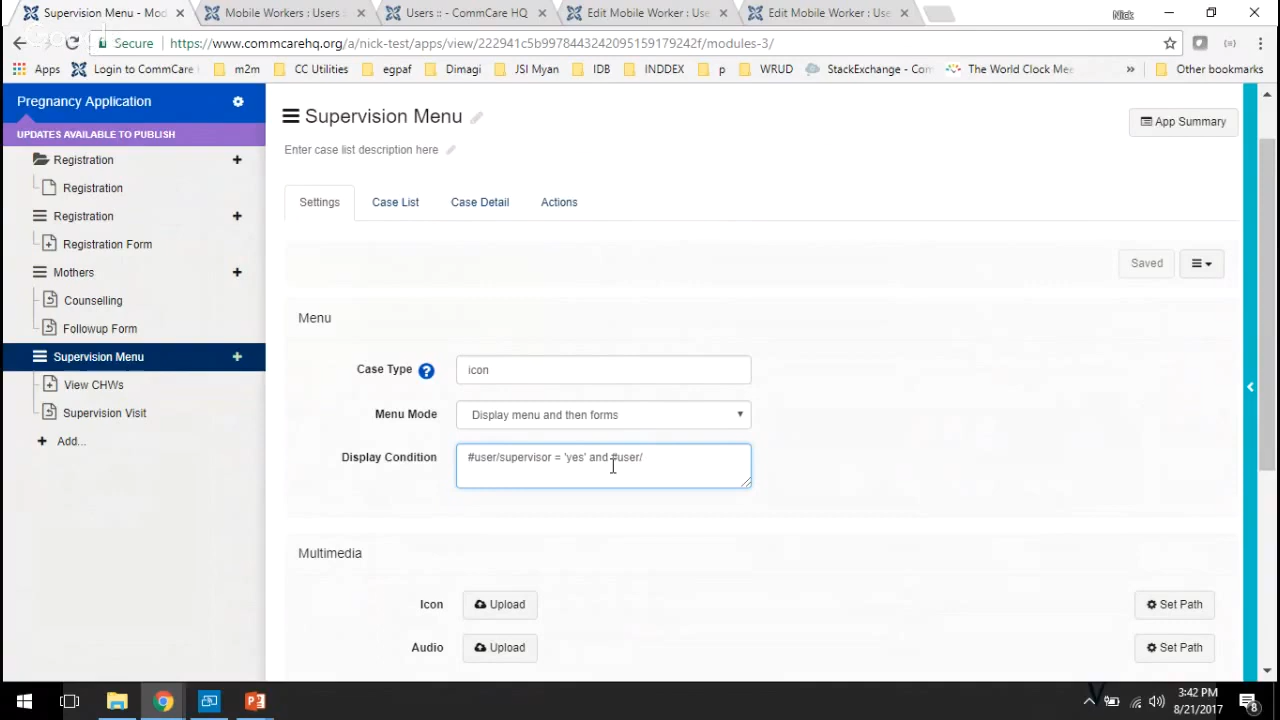 Supervision Menu - Mod
Mobile Workers : Users :
Users :: - CommCare HQ
Edit Mobile Worker : Use
Edit Mobile Worker : Use
Nick
Secure
https://www.commcarehq.org/a/nick-test/apps/view/222941c5b9978443242095159179242f/modules-3/
Apps
Login to CommCare
m2m
CC Utilities
egpaf
Dimagi
JSI Myan
IDB
INDDEX
p
WRUD
StackExchange - Com
The World Clock Mee
»
Other bookmarks
Pregnancy Application
UPDATES AVAILABLE TO PUBLISH
Registration
Registration
Registration
Registration Form
Mothers
Counselling
Followup Form
Supervision Menu
View CHWs
Supervision Visit
Add...
Supervision Menu
App Summary
Enter case list description here
Settings
Case List
Case Detail
Actions
Saved
Menu
Case Type
icon
Menu Mode
Display menu and then forms
Display Condition
#user/supervisor = 'yes' and #user/
Multimedia
Icon
Upload
Set Path
Audio
Upload
Set Path
3:42 PM
8/21/2017
8